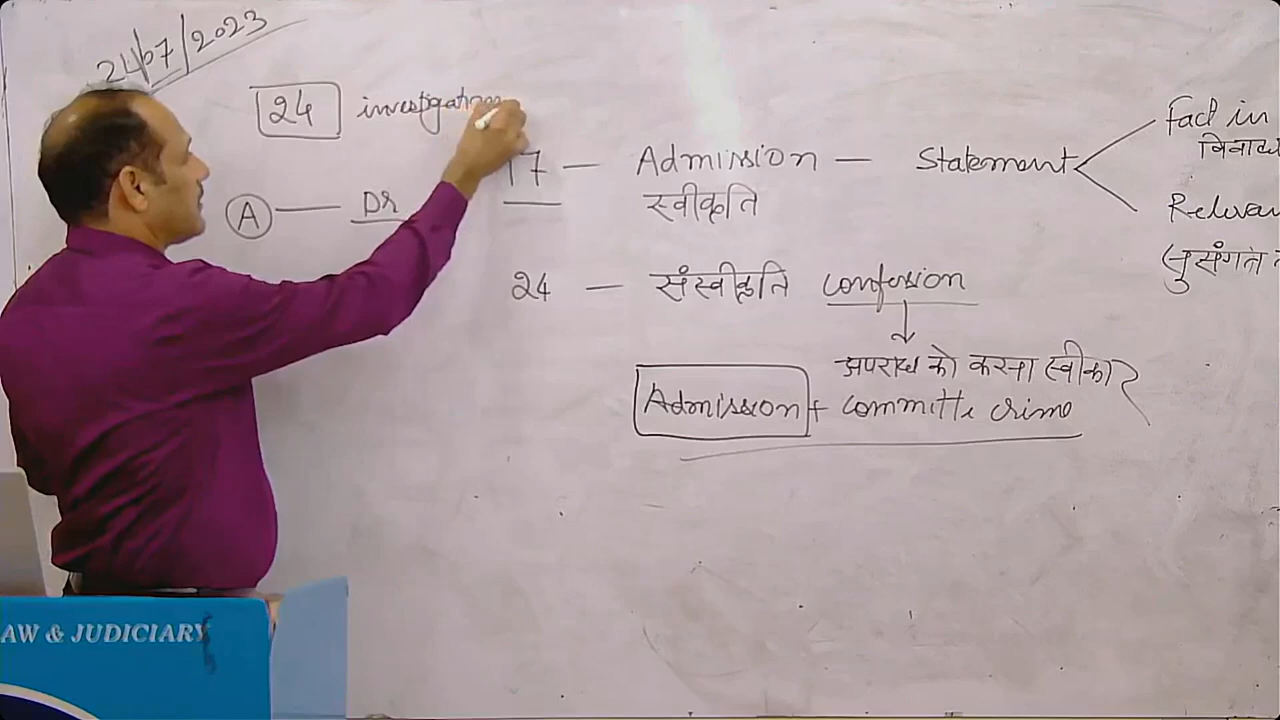 24/07/2023
24 investigation
17 — Admission — Statement
स्वीकृति
Fact in
विवाद्य
Relevan
A — Dr
24 — संस्वीकृति confession
अपराध को करना स्वीकार
Admission + committe crime
AW & JUDICIARY